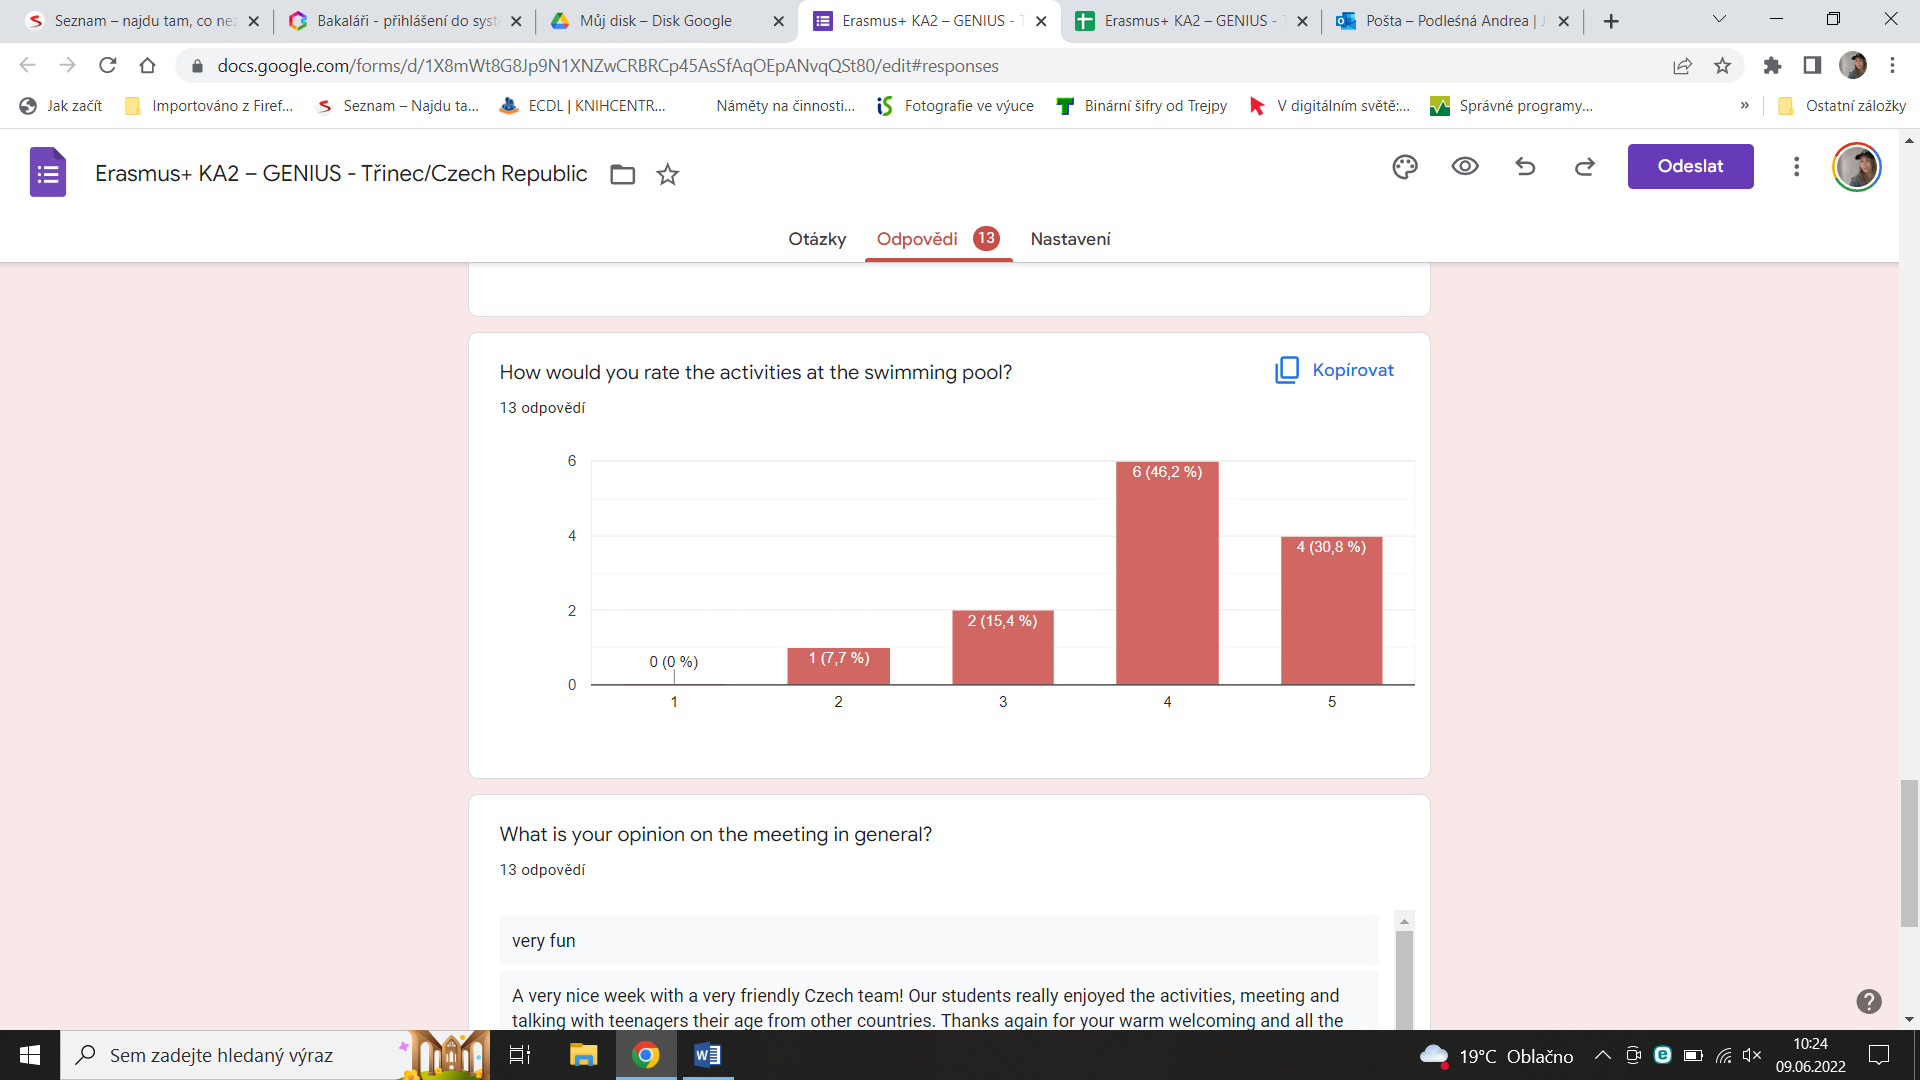 Seznam – najdu tam, co nez
Bakaláři - přihlášení do syst
Můj disk – Disk Google
Erasmus+ KA2 – GENIUS - T
Erasmus+ KA2 – GENIUS - T
Pošta – Podleśná Andrea | J
docs.google.com/forms/d/1X8mWt8G8Jp9N1XNZwCRBRCp45AsSfAqOEpANvqQSt80/edit#responses
Jak začít
Importováno z Firef...
Seznam – Najdu ta...
ECDL | KNIHCENTR...
Náměty na činnosti...
Fotografie ve výuce
Binární šifry od Trejpy
V digitálním světě:...
Správné programy...
»
Ostatní záložky
Erasmus+ KA2 – GENIUS - Třinec/Czech Republic
Odeslat
Otázky
Odpovědi 13
Nastavení
How would you rate the activities at the swimming pool?
Kopírovat
13 odpovědí
6
4
2
0
0 (0 %)
1 (7,7 %)
2 (15,4 %)
6 (46,2 %)
4 (30,8 %)
1 2 3 4 5
What is your opinion on the meeting in general?
13 odpovědí
very fun
A very nice week with a very friendly Czech team! Our students really enjoyed the activities, meeting and
talking with teenagers their age from other countries. Thanks again for your warm welcoming and all the
Sem zadejte hledaný výraz
19°C Oblačno
10:24
09.06.2022